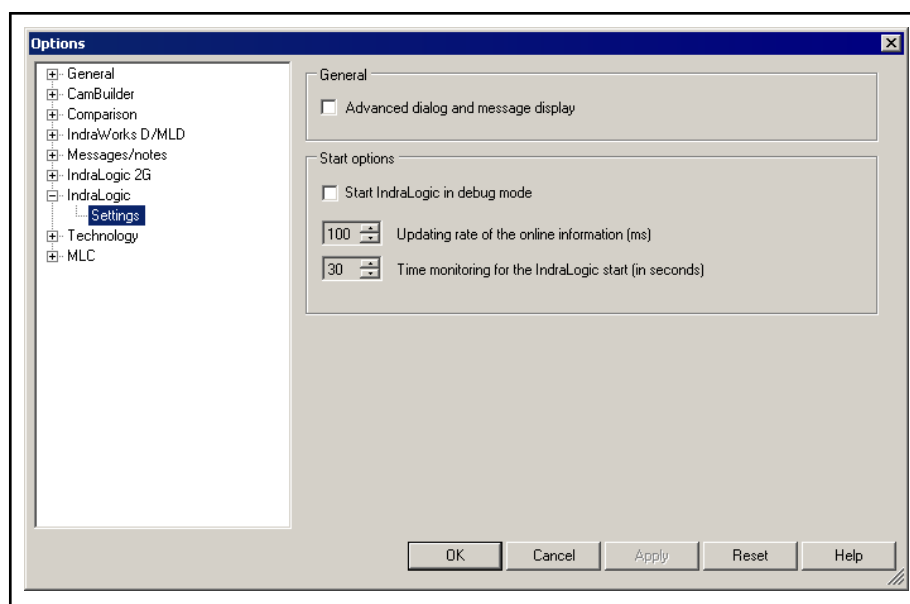 Options
General
CamBuilder
Comparison
IndraWorks D/MLD
Messages/notes
IndraLogic 2G
IndraLogic
Settings
Technology
MLC
General
Advanced dialog and message display
Start options
Start IndraLogic in debug mode
100 Updating rate of the online information (ms)
30 Time monitoring for the IndraLogic start (in seconds)
OK Cancel Apply Reset Help